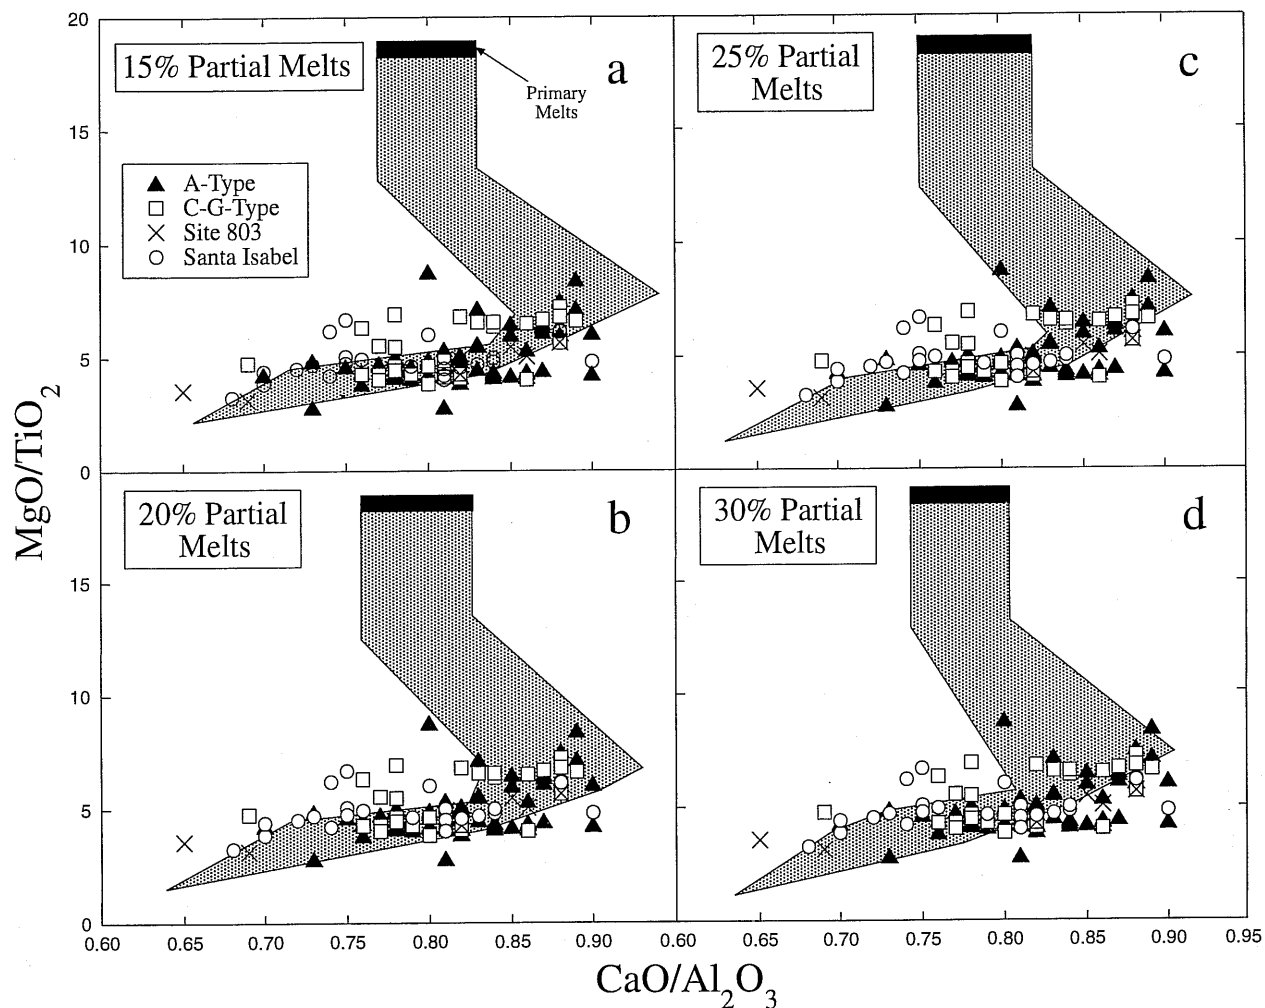 20
15
10
5
0
15% Partial Melts
a
Primary
Melts
A-Type
C-G-Type
Site 803
Santa Isabel
25% Partial
Melts
c
MgO/TiO₂
15
10
5
0
20% Partial
Melts
b
30% Partial
Melts
d
0.60
0.70
0.75
0.80
0.85
0.90
0.60
0.65
0.70
0.75
0.80
0.85
0.90
0.95
CaO/Al₂O₃